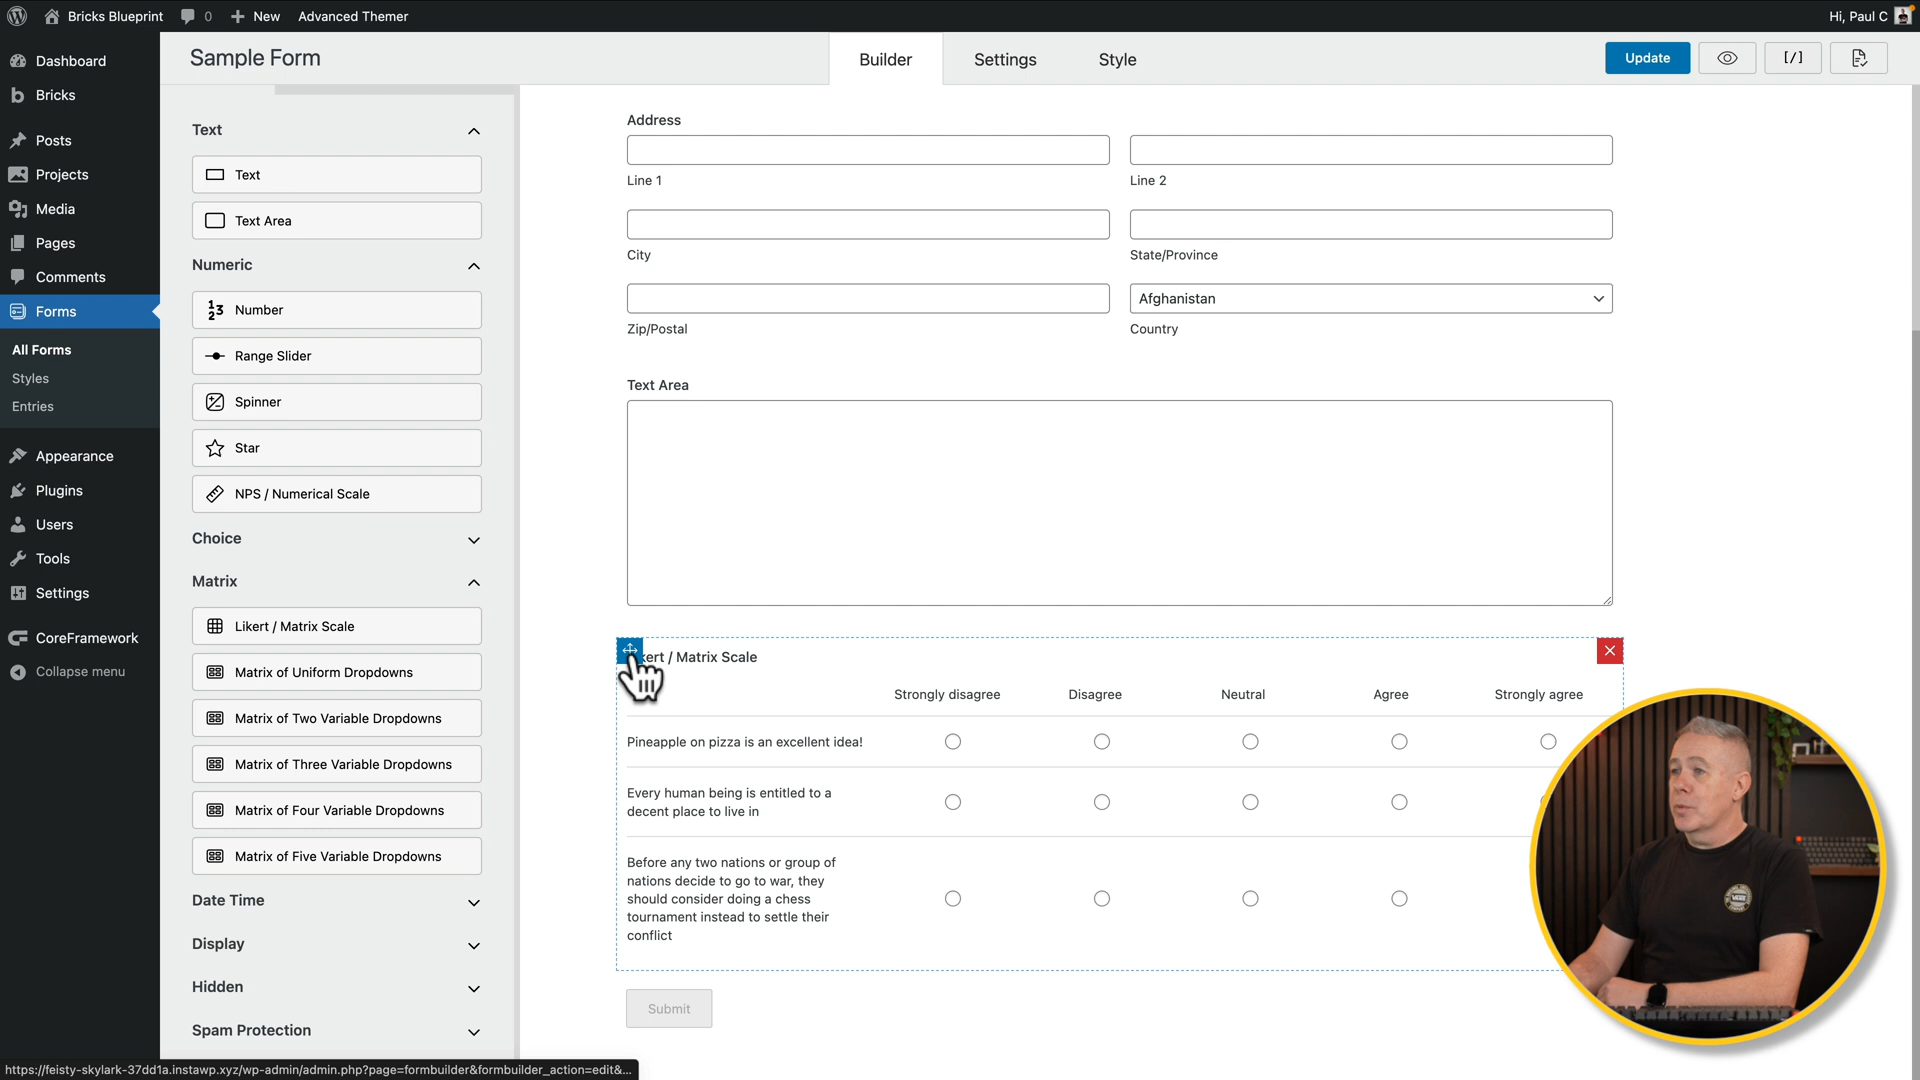 Bricks Blueprint
0
New
Advanced Themer
Hi, Paul C
Dashboard
Bricks
Posts
Projects
Media
Pages
Comments
Forms
All Forms
Styles
Entries
Appearance
Plugins
Users
Tools
Settings
CoreFramework
Collapse menu
Sample Form
Builder
Settings
Style
Update
[/]
Text
Text
Text Area
Numeric
Number
Range Slider
Spinner
Star
NPS / Numerical Scale
Choice
Matrix
Likert / Matrix Scale
Matrix of Uniform Dropdowns
Matrix of Two Variable Dropdowns
Matrix of Three Variable Dropdowns
Matrix of Four Variable Dropdowns
Matrix of Five Variable Dropdowns
Date Time
Display
Hidden
Spam Protection
Address
Line 1
Line 2
City
State/Province
Afghanistan
Zip/Postal
Country
Text Area
kert / Matrix Scale
Strongly disagree
Disagree
Neutral
Agree
Strongly agree
Pineapple on pizza is an excellent idea!
Every human being is entitled to a
decent place to live in
Before any two nations or group of
nations decide to go to war, they
should consider doing a chess
tournament instead to settle their
conflict
Submit
https://feisty-skylark-37dd1a.instawp.xyz/wp-admin/admin.php?page=formbuilder&formbuilder_action=edit&...